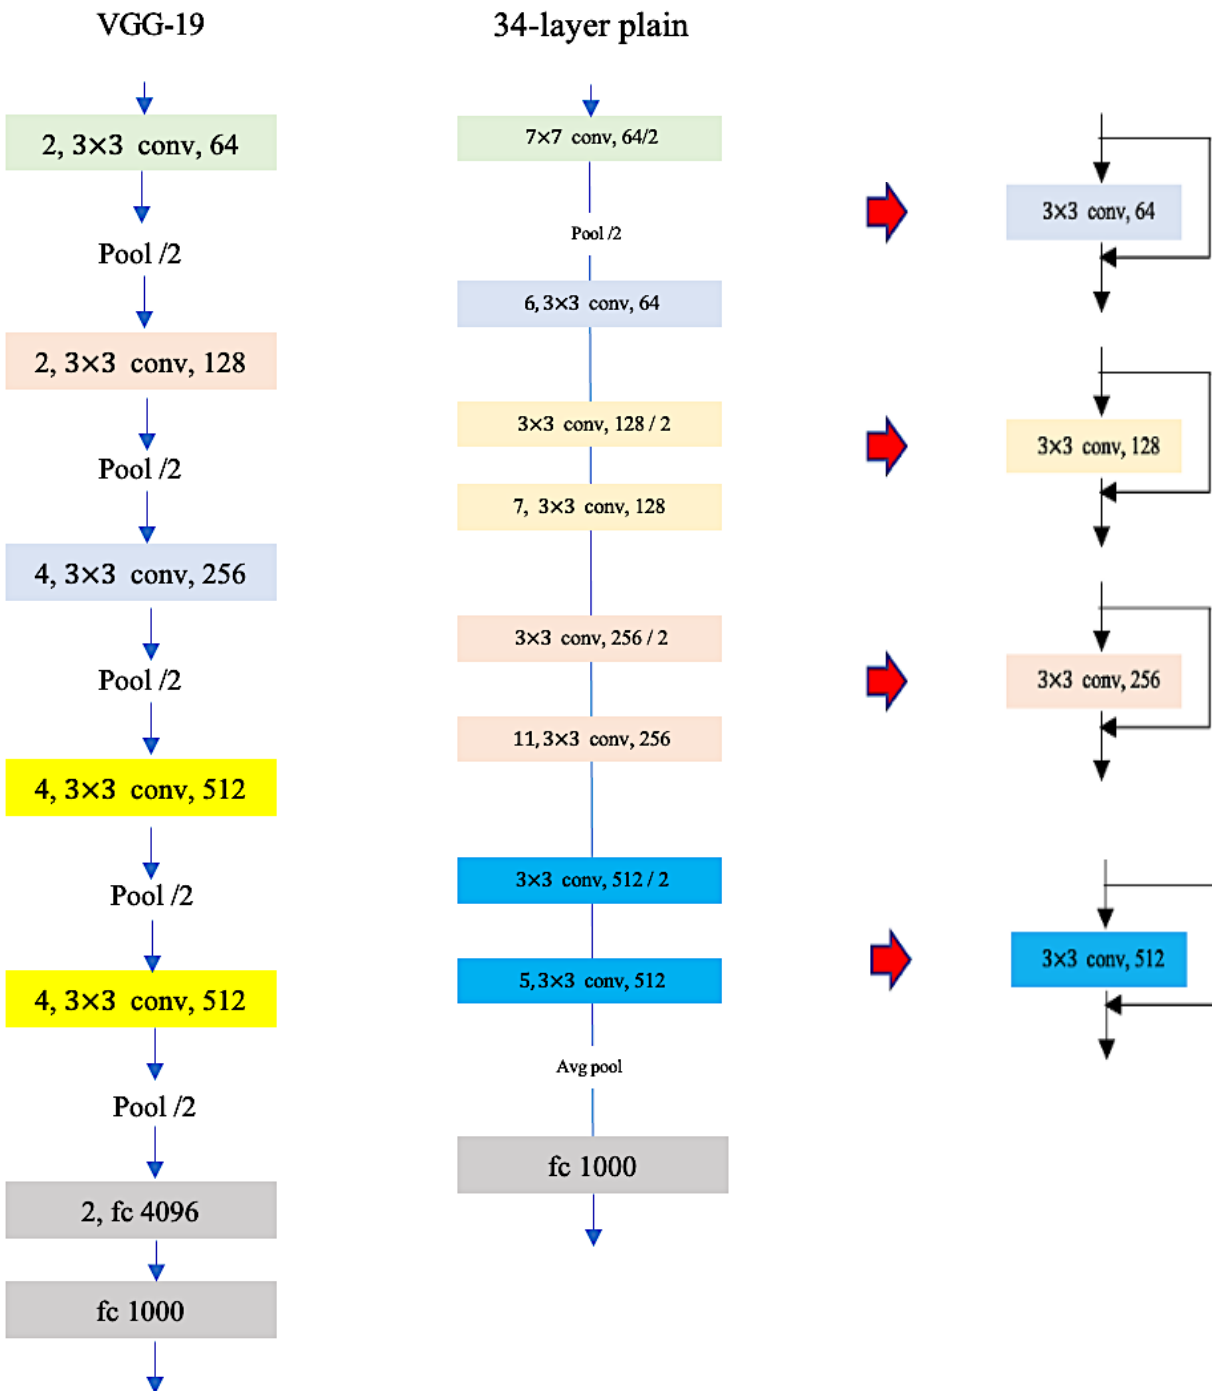 VGG-19
2, 3×3 conv, 64
Pool /2
2, 3×3 conv, 128
Pool /2
4, 3×3 conv, 256
Pool /2
4, 3×3 conv, 512
Pool /2
4, 3×3 conv, 512
Pool /2
2, fc 4096
fc 1000
34-layer plain
7×7 conv, 64/2
Pool /2
6, 3×3 conv, 64
3×3 conv, 128 / 2
7, 3×3 conv, 128
3×3 conv, 256 / 2
11, 3×3 conv, 256
3×3 conv, 512 / 2
5, 3×3 conv, 512
Avg pool
fc 1000
3×3 conv, 64
3×3 conv, 128
3×3 conv, 256
3×3 conv, 512